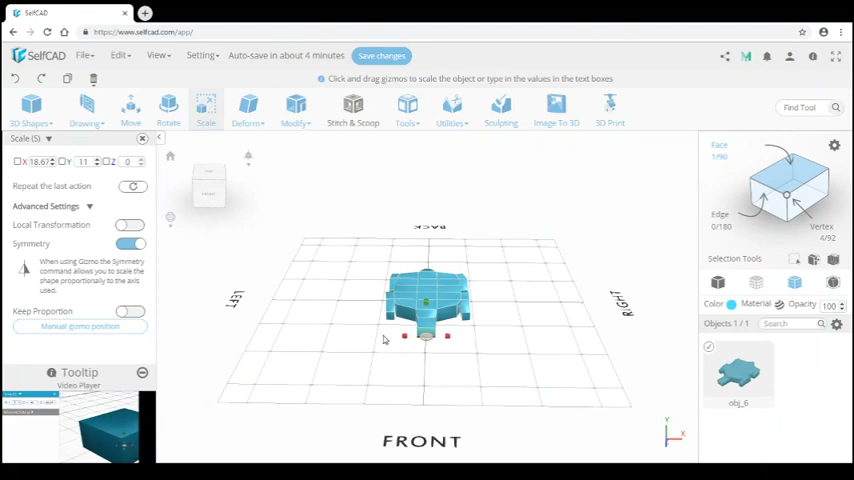 SelfCAD
https://www.selfcad.com/app/
SelfCAD File Edit View Setting Auto-save in about 4 minutes Save changes
Click and drag gizmos to scale the object or type in the values in the text boxes
3D Shapes Drawing Move Rotate Scale Deform Modify Stitch & Scoop Tools Utilities Sculpting Image To 3D 3D Print Find Tool
Scale (S)
X 18.67 Y 11 Z 0
Repeat the last action
Advanced Settings
Local Transformation
Symmetry
When using Gizmo the Symmetry
command allows you to scale the
shape proportionally to the axis
used.
Keep Proportion
Manual gizmo position
Tooltip
Video Player
FRONT
BACK
LEFT
RIGHT
FRONT
Y
X
Face
1/90
Edge
0/180
Vertex
4/92
Selection Tools
Color Material Opacity 100
Objects 1 / 1 Search
obj_6